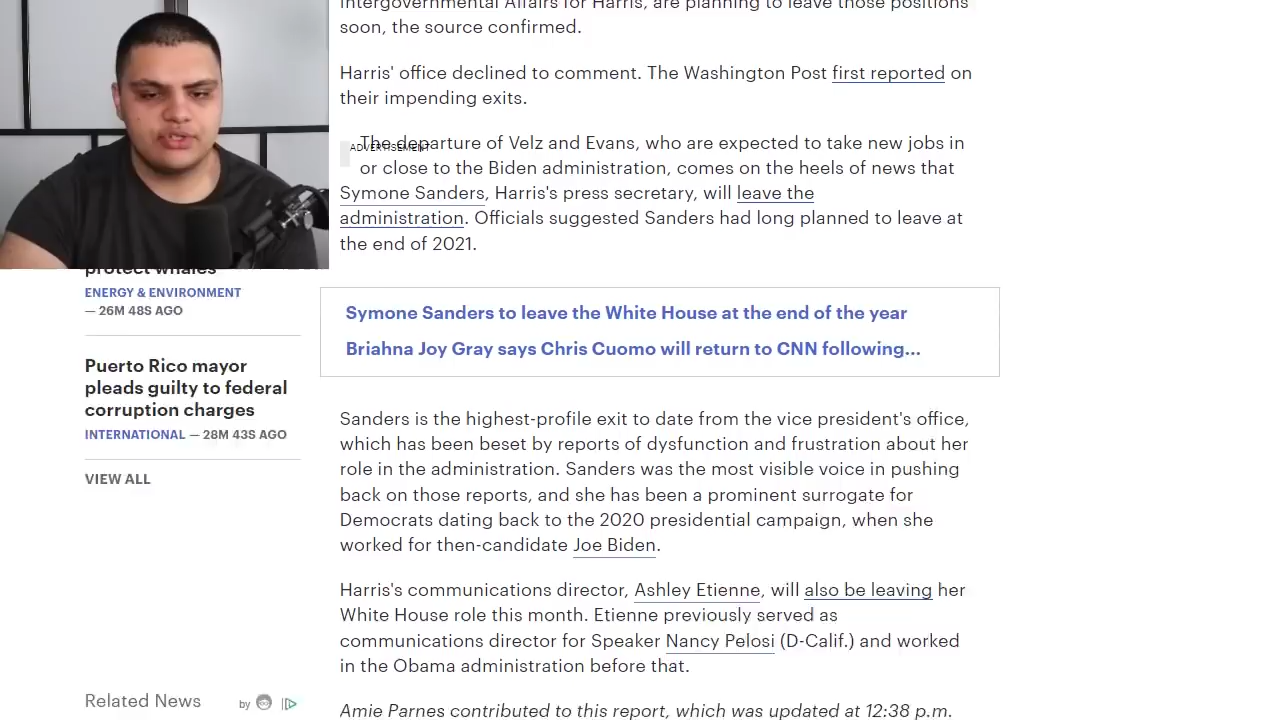 Intergovernmental Affairs for Harris, are planning to leave those positions
soon, the source confirmed.
Harris' office declined to comment. The Washington Post first reported on
their impending exits.
ADVERTISEMENT
The departure of Velz and Evans, who are expected to take new jobs in
or close to the Biden administration, comes on the heels of news that
Symone Sanders, Harris's press secretary, will leave the
administration. Officials suggested Sanders had long planned to leave at
the end of 2021.
protect whales
ENERGY & ENVIRONMENT
— 26M 48S AGO
Puerto Rico mayor
pleads guilty to federal
corruption charges
INTERNATIONAL — 28M 43S AGO
VIEW ALL
Symone Sanders to leave the White House at the end of the year
Briahna Joy Gray says Chris Cuomo will return to CNN following...
Sanders is the highest-profile exit to date from the vice president's office,
which has been beset by reports of dysfunction and frustration about her
role in the administration. Sanders was the most visible voice in pushing
back on those reports, and she has been a prominent surrogate for
Democrats dating back to the 2020 presidential campaign, when she
worked for then-candidate Joe Biden.
Harris's communications director, Ashley Etienne, will also be leaving her
White House role this month. Etienne previously served as
communications director for Speaker Nancy Pelosi (D-Calif.) and worked
in the Obama administration before that.
Related News
by
Amie Parnes contributed to this report, which was updated at 12:38 p.m.